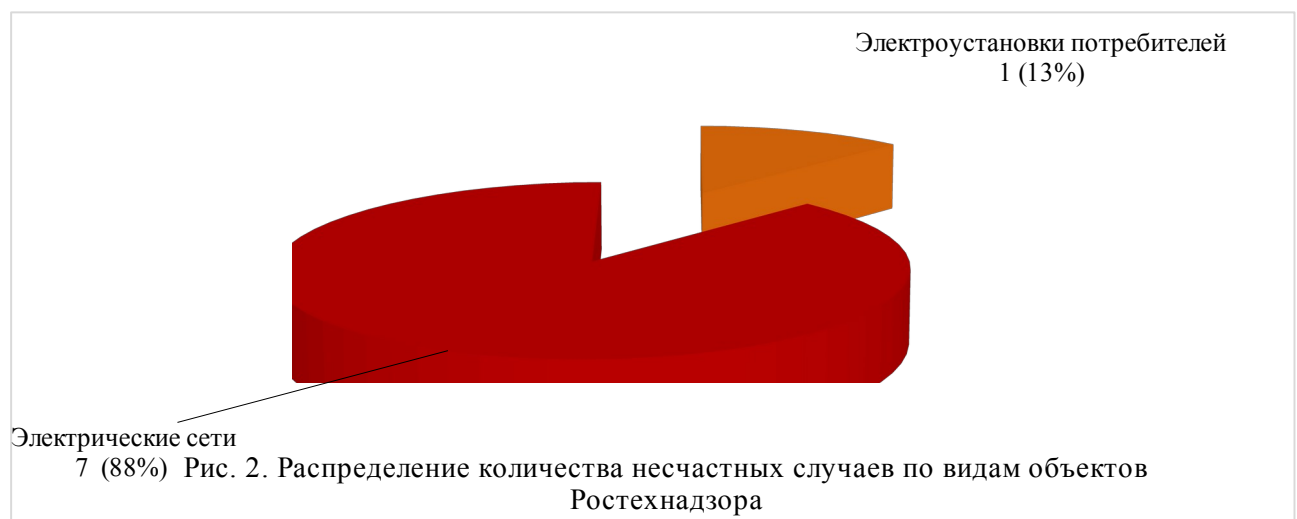 Электроустановки потребителей
1 (13%)
Электрические сети
7 (88%) Рис. 2. Распределение количества несчастных случаев по видам объектов
Ростехнадзора